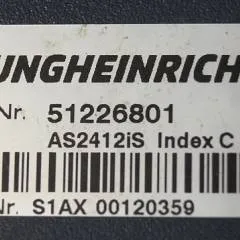 UNGHEINRICH
Nr. 51226801
AS2412iS Index C
Nr. S1AX 00120359